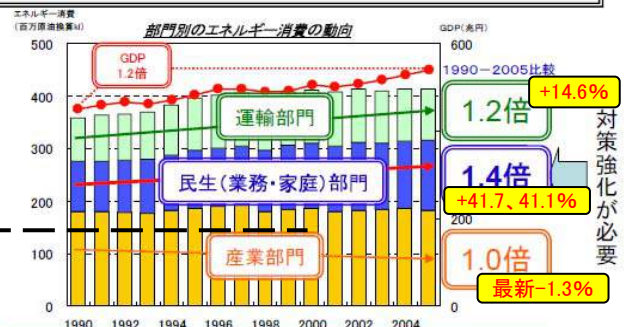 エネルギー消費
(百万原油換算kl)
部門別のエネルギー消費の動向
GDP(兆円)
500
400
300
200
100
0
GDP
1.2倍
運輸部門
民生(業務・家庭)部門
産業部門
1990
1992
1994
1996
1998
2000
2002
2004
600
1990-2005比較
1.2倍
+14.6%
1.4倍
+41.7、41.1%
200
1.0倍
最新-1.3%
0
対策強化が必要